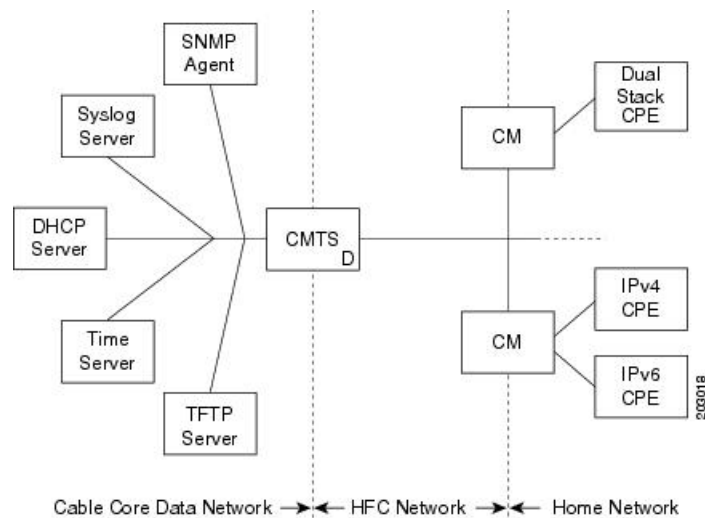 SNMP
Agent
Syslog
Server
DHCP
Server
Time
Server
TFTP
Server
CMTS
D
CM
Dual
Stack
CPE
CM
IPv4
CPE
IPv6
CPE
203018
Cable Core Data Network
HFC Network
Home Network